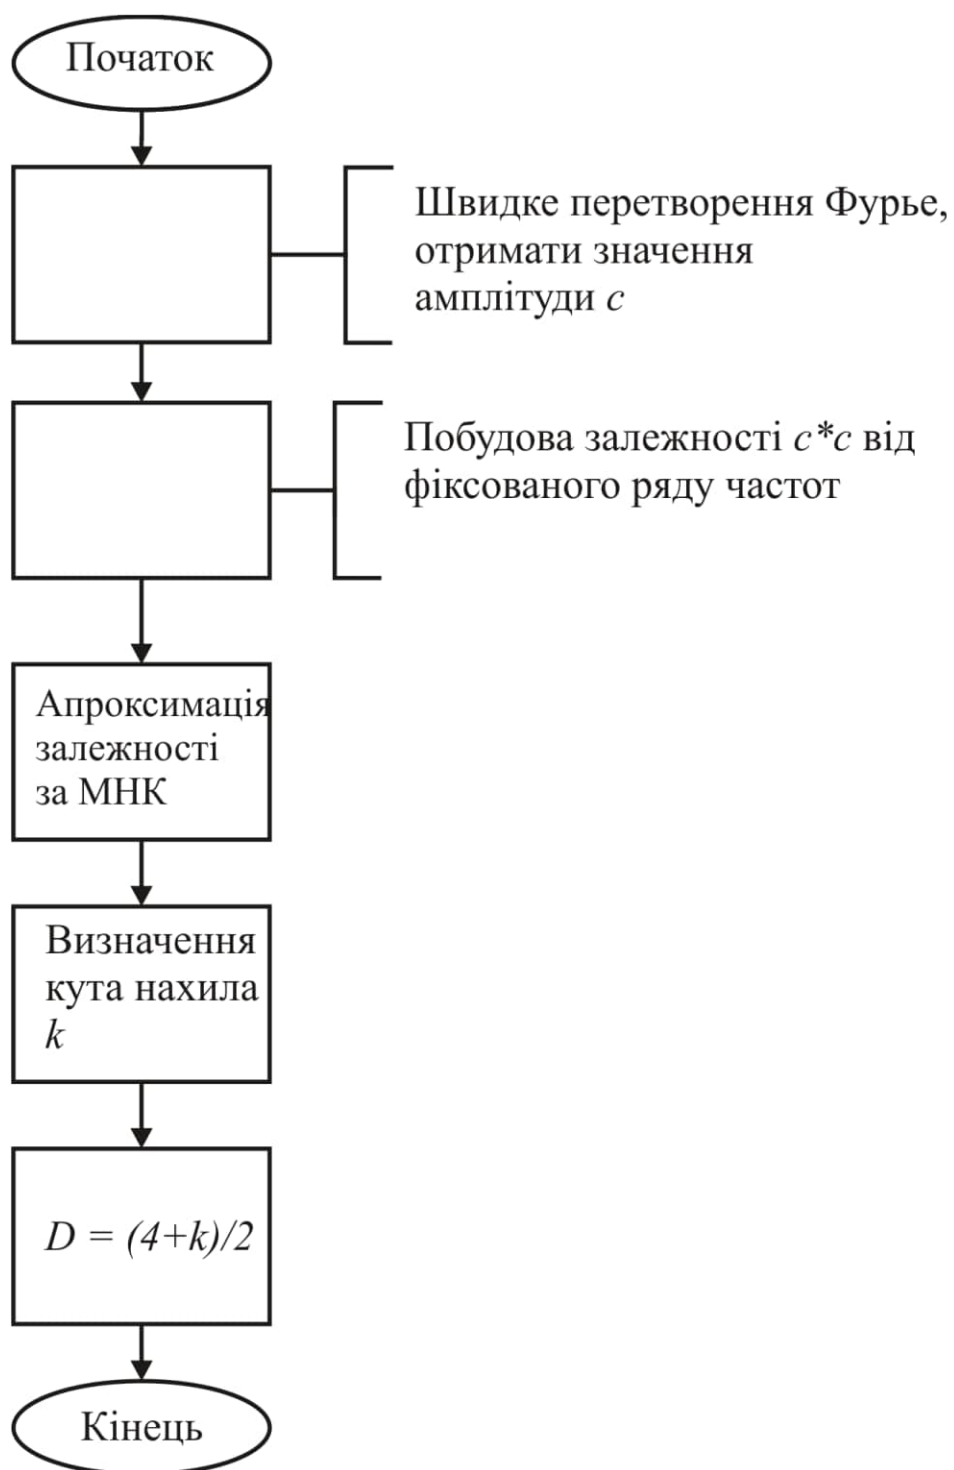 Початок
Швидке перетворення Фурье,
отримати значення
амплітуди c
Побудова залежності c*c від
фіксованого ряду частот
Апроксимація
залежності
за МНК
Визначення
кута нахила
k
D = (4+k)/2
Кінець